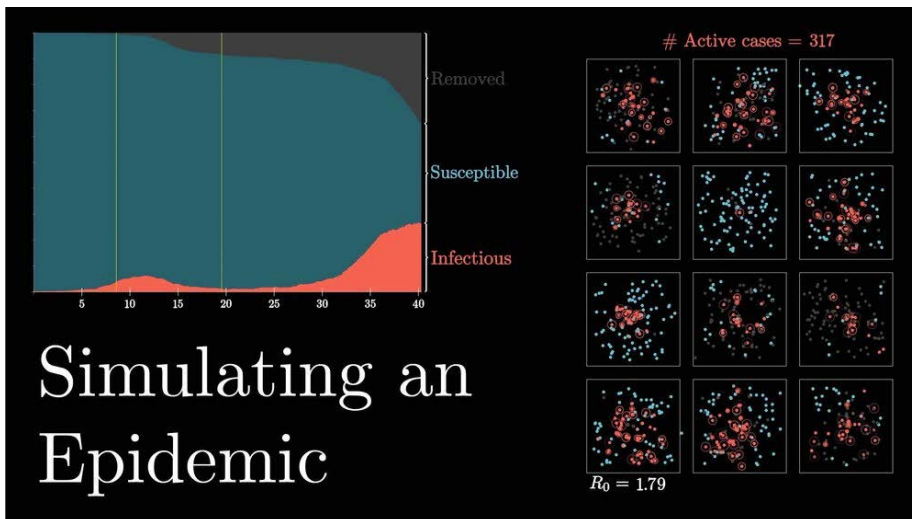 # Active cases = 317
Removed
Susceptible
Infectious
5 10 15 20 25 30 35 40
Simulating an
Epidemic
R₀ = 1.79